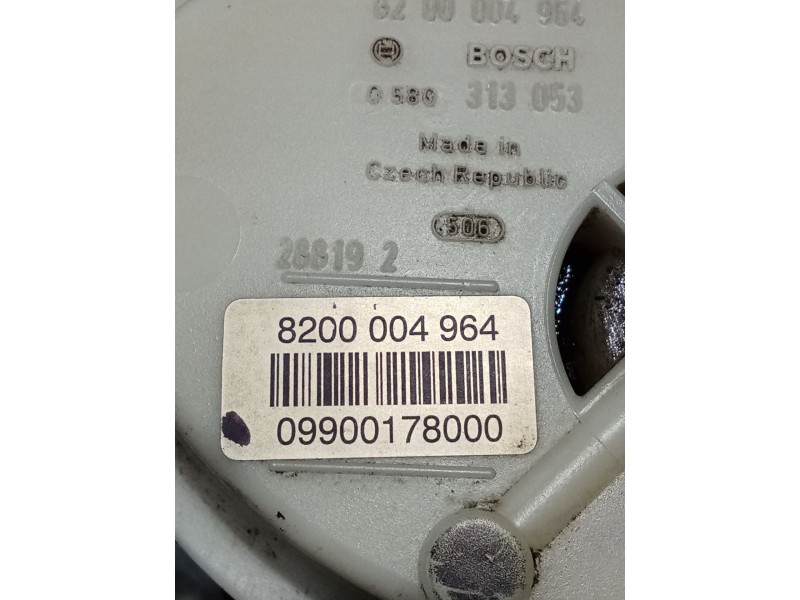 82 00 004 964
BOSCH
0 580 313 053
Made in
Czech Republic
506
28819 2
8200 004 964
09900178000